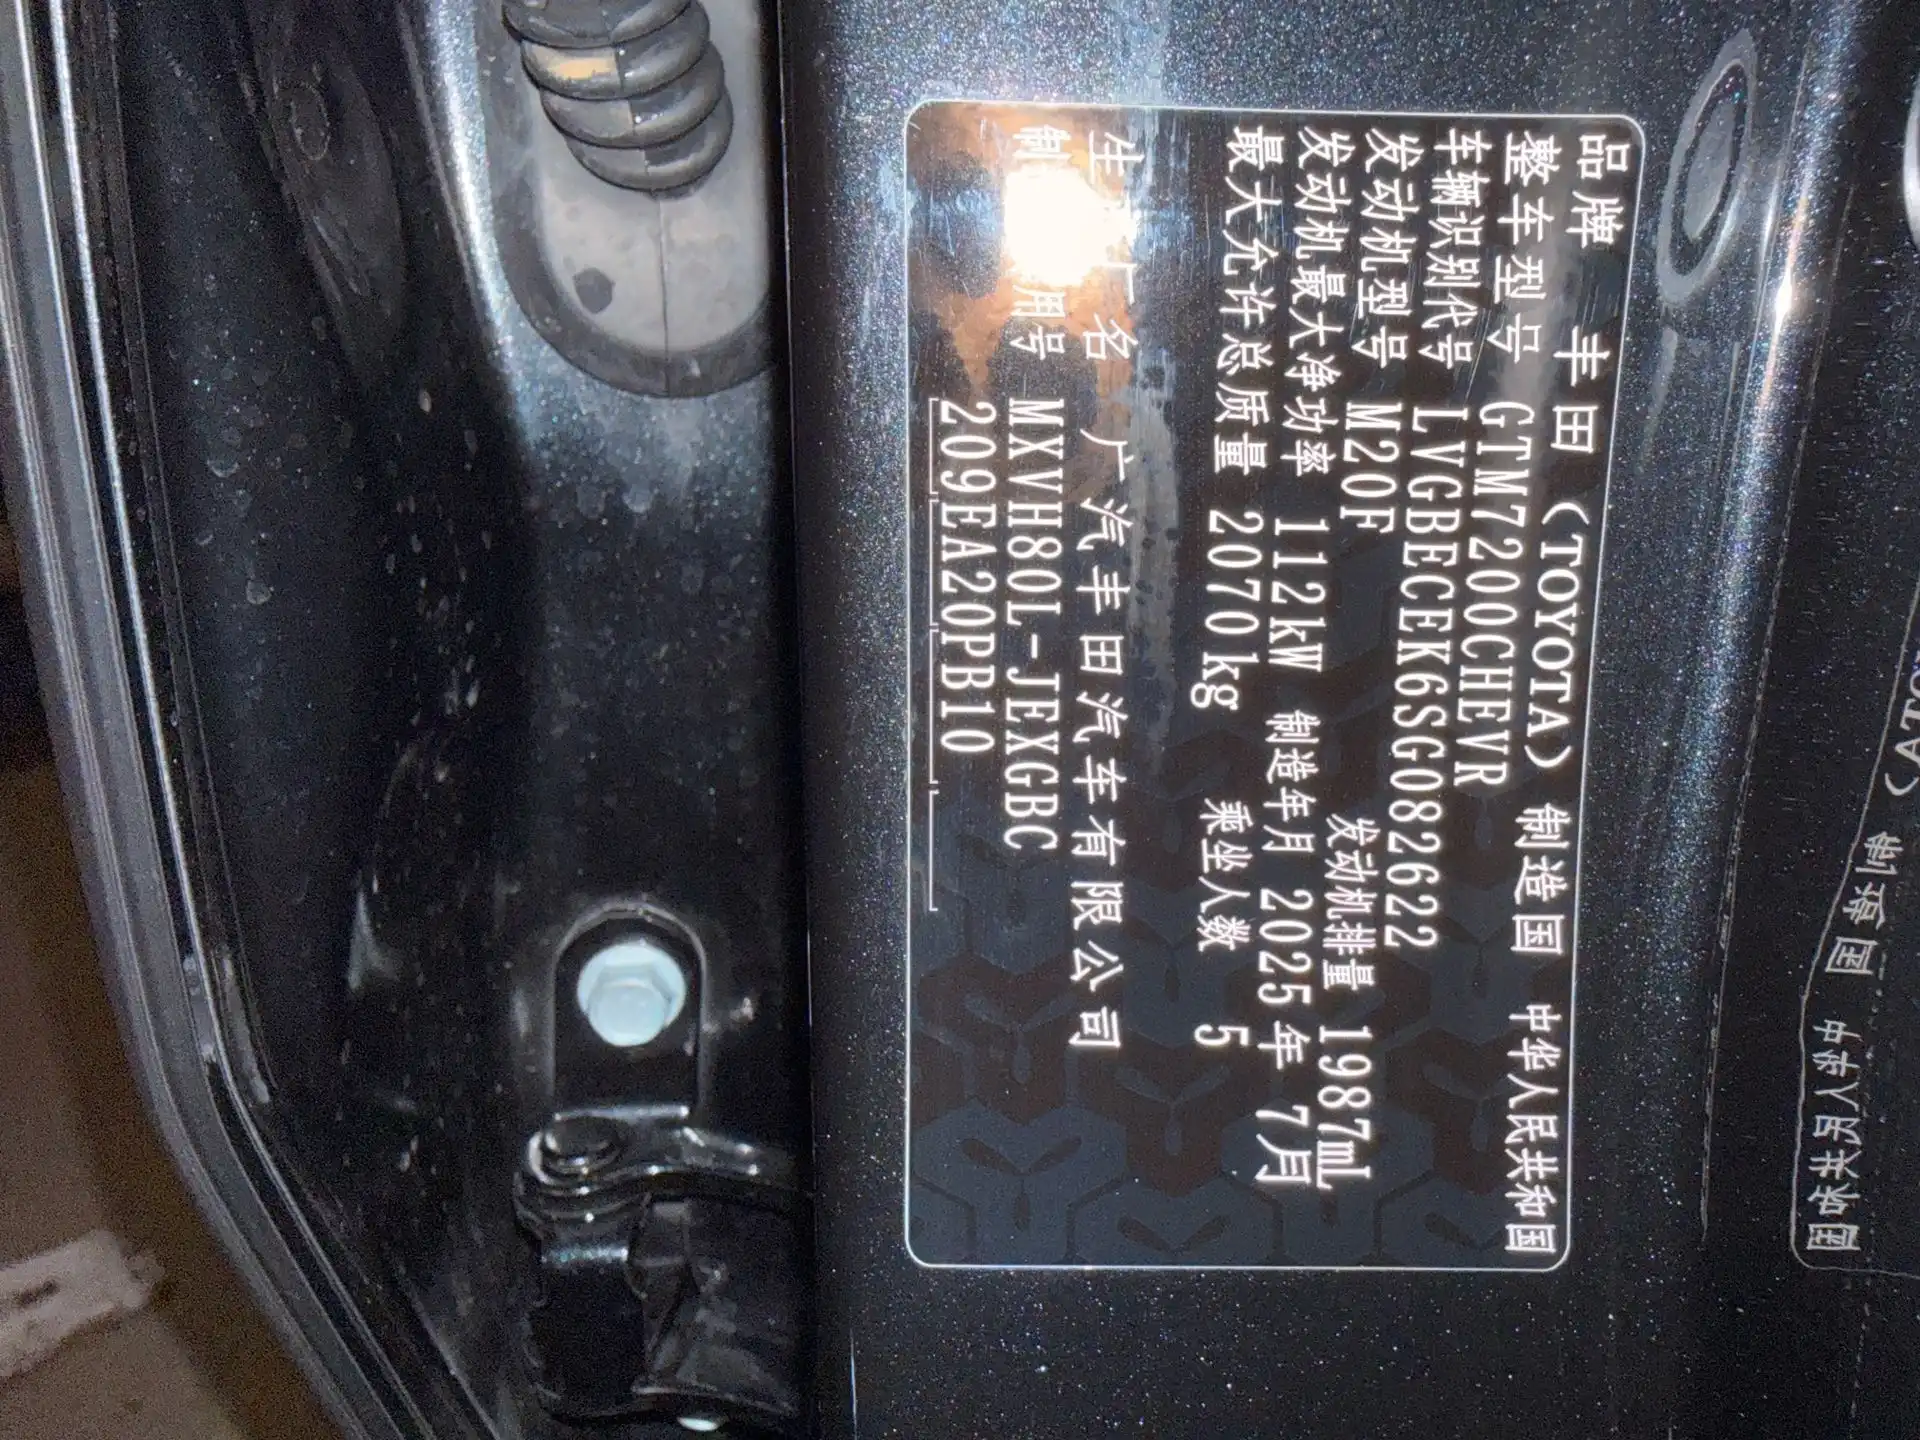 品牌 丰田（TOYOTA） 制造国 中华人民共和国
整车型号 GTM7200CHEVR
车辆识别代号 LVGBECEK6SG082622
发动机型号 M20F 发动机排量 1987mL
发动机最大净功率 112kW 制造年月 2025年 7月
最大允许总质量 2070kg 乘坐人数 5
生 厂名 广汽丰田汽车有限公司
制 用号 MXVH80L-JEXGBC
209EA20PB10